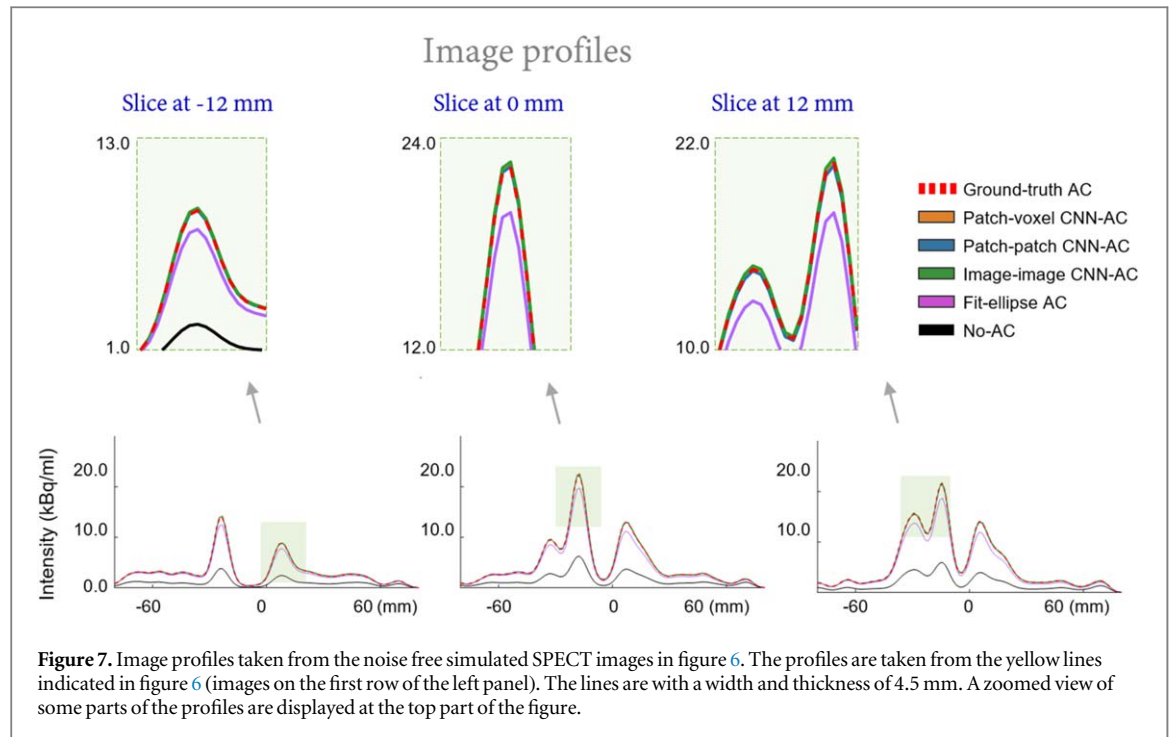 Image profiles
Slice at -12 mm
Slice at 0 mm
Slice at 12 mm
13.0
1.0
24.0
12.0
22.0
10.0
Ground-truth AC
Patch-voxel CNN-AC
Patch-patch CNN-AC
Image-image CNN-AC
Fit-ellipse AC
No-AC
Intensity (kBq/ml)
20.0
10.0
0.0
-60
0
60 (mm)
20.0
10.0
-60
0
60 (mm)
20.0
10.0
-60
0
60 (mm)
Figure 7. Image profiles taken from the noise free simulated SPECT images in figure 6. The profiles are taken from the yellow lines
indicated in figure 6 (images on the first row of the left panel). The lines are with a width and thickness of 4.5 mm. A zoomed view of
some parts of the profiles are displayed at the top part of the figure.